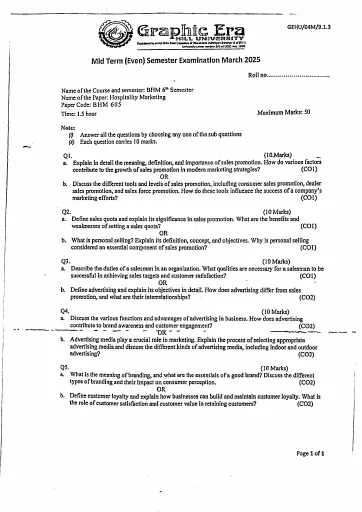 GEHU/04M/3.1.3
Graphic Era
HILL UNIVERSITY
Mid Term (Even) Semester Examination March 2025
Roll no.................................
Name of the Course and semester: BHM 6th Semester
Name of the Paper: Hospitality Marketing
Paper Code: BHM 605
Time: 1.5 hour Maximum Marks: 50
Note:
(i) Answer all the questions by choosing any one of the sub questions
(ii) Each question carries 10 marks.
Q1. (10 Marks)
a. Explain in detail the meaning, definition, and importance of sales promotion. How do various factors
contribute to the growth of sales promotion in modern marketing strategies? (CO1)
OR
b. Discuss the different tools and levels of sales promotion, including consumer sales promotion, dealer
sales promotion, and sales force promotion. How do these tools influence the success of a company's
marketing efforts? (CO1)
Q2. (10 Marks)
a. Define sales quota and explain its significance in sales promotion. What are the benefits and
weaknesses of setting a sales quota? (CO1)
OR
b. What is personal selling? Explain its definition, concept, and objectives. Why is personal selling
considered an essential component of sales promotion? (CO1)
Q3. (10 Marks)
a. Describe the duties of a salesman in an organization. What qualities are necessary for a salesman to be
successful in achieving sales targets and customer satisfaction? (CO1)
OR
b. Define advertising and explain its objectives in detail. How does advertising differ from sales
promotion, and what are their interrelationships? (CO2)
Q4. (10 Marks)
a. Discuss the various functions and advantages of advertising in business. How does advertising
contribute to brand awareness and customer engagement? (CO2)
OR
b. Advertising media play a crucial role in marketing. Explain the process of selecting appropriate
advertising media and discuss the different kinds of advertising media, including indoor and outdoor
advertising? (CO2)
Q5. (10 Marks)
a. What is the meaning of branding, and what are the essentials of a good brand? Discuss the different
types of branding and their impact on consumer perception. (CO2)
OR
b. Define customer loyalty and explain how businesses can build and maintain customer loyalty. What is
the role of customer satisfaction and customer value in retaining customers? (CO2)
Page 1 of 1